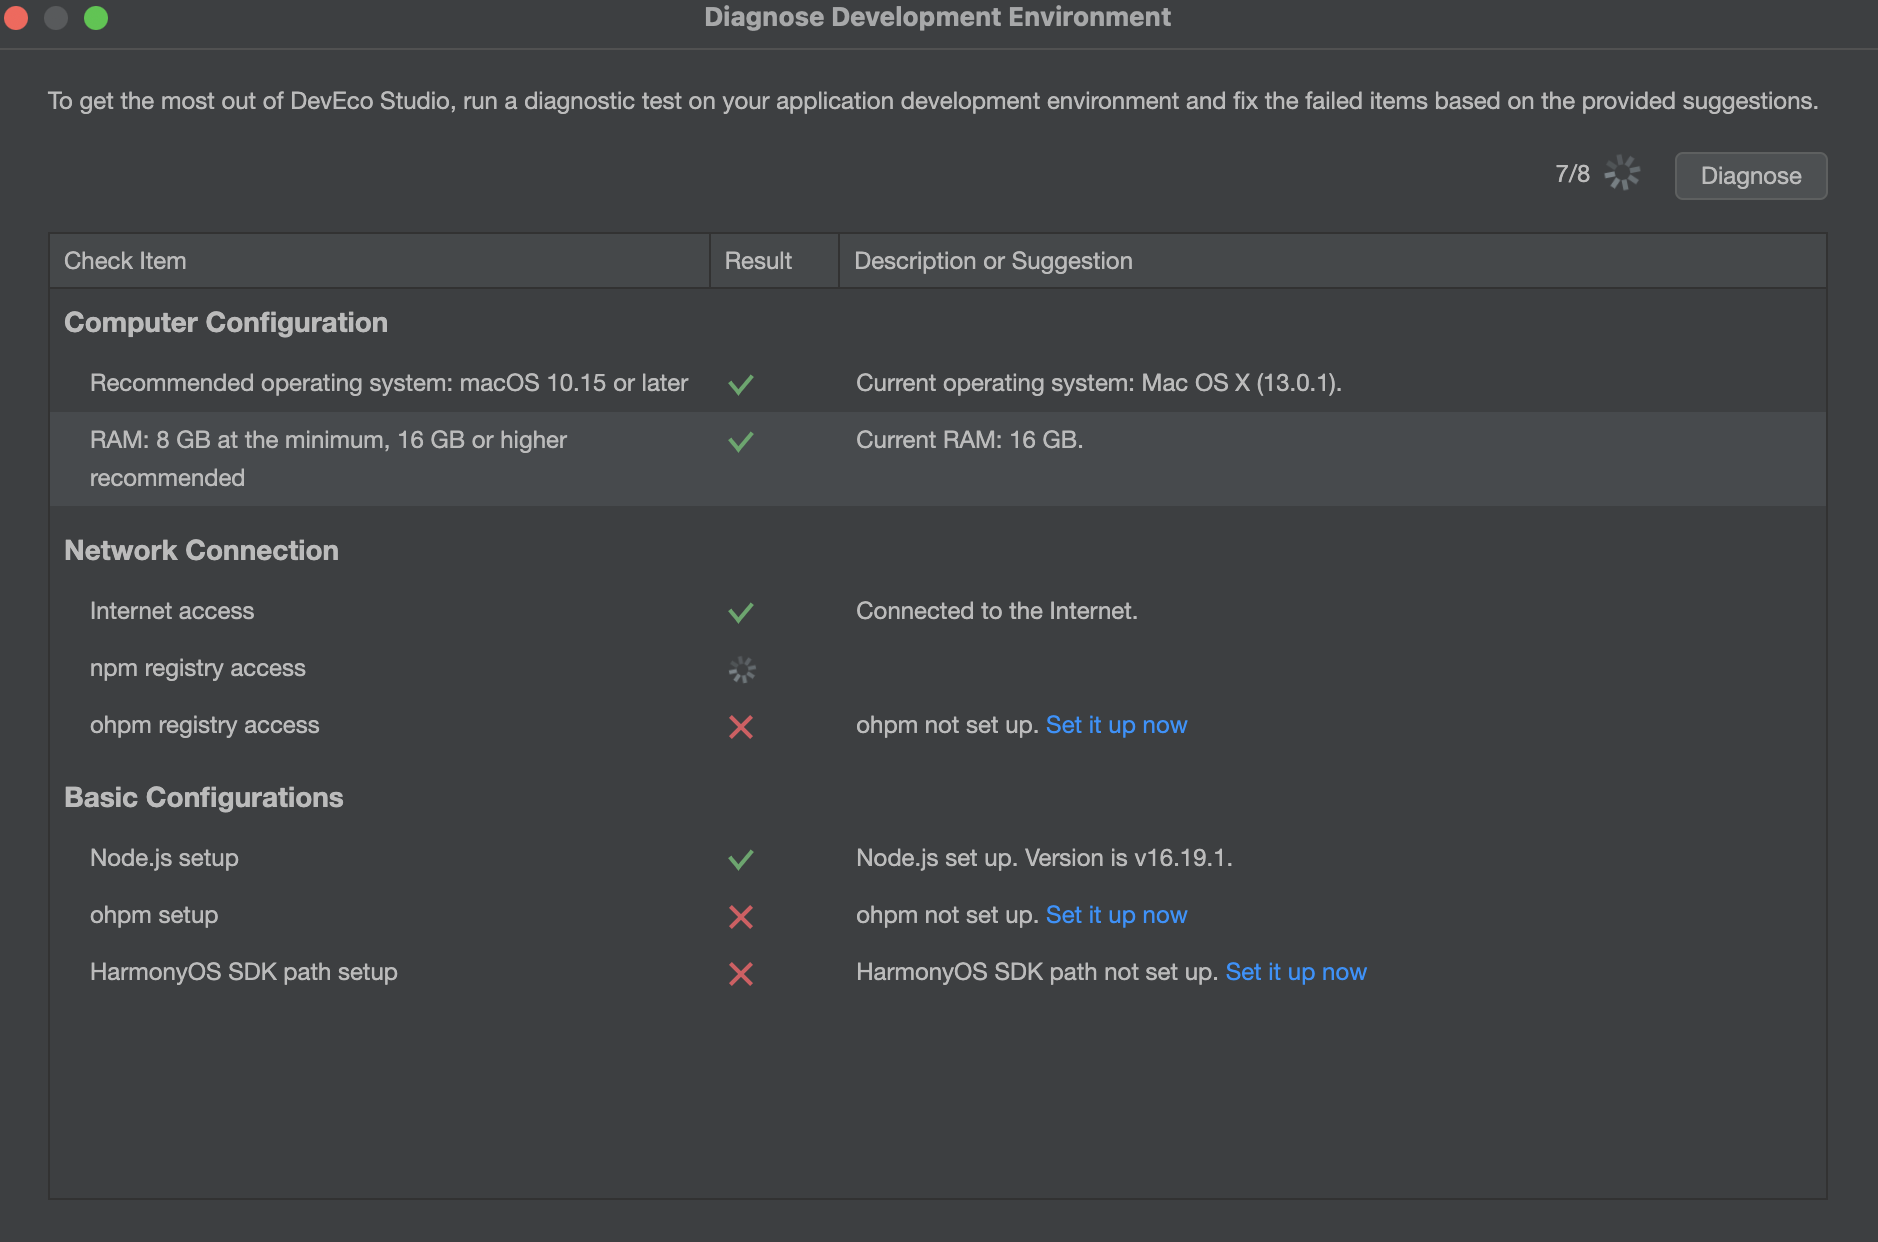 Diagnose Development Environment
To get the most out of DevEco Studio, run a diagnostic test on your application development environment and fix the failed items based on the provided suggestions.
7/8
Diagnose
Check Item
Result
Description or Suggestion
Computer Configuration
Recommended operating system: macOS 10.15 or later
Current operating system: Mac OS X (13.0.1).
RAM: 8 GB at the minimum, 16 GB or higher
recommended
Current RAM: 16 GB.
Network Connection
Internet access
Connected to the Internet.
npm registry access
ohpm registry access
ohpm not set up. Set it up now
Basic Configurations
Node.js setup
Node.js set up. Version is v16.19.1.
ohpm setup
ohpm not set up. Set it up now
HarmonyOS SDK path setup
HarmonyOS SDK path not set up. Set it up now